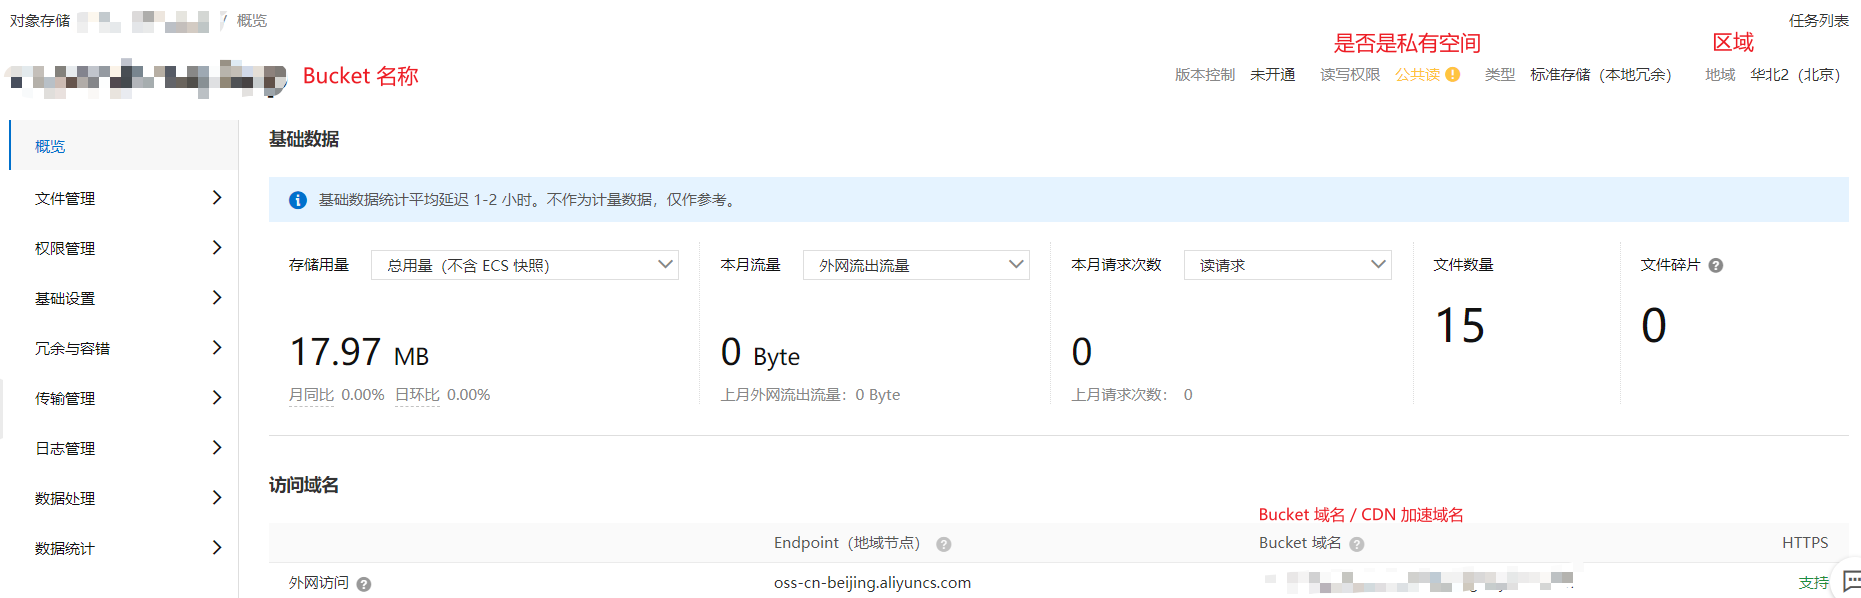 对象存储 / 概览 任务列表
是否是私有空间 区域
Bucket 名称 版本控制 未开通 读写权限 公共读 类型 标准存储（本地冗余） 地域 华北2（北京）
概览
文件管理
权限管理
基础设置
冗余与容错
传输管理
日志管理
数据处理
数据统计
基础数据
基础数据统计平均延迟 1-2 小时。不作为计量数据，仅作参考。
存储用量 总用量（不含 ECS 快照） 本月流量 外网流出流量 本月请求次数 读请求 文件数量 文件碎片
17.97 MB 0 Byte 0 15 0
月同比 0.00% 日环比 0.00% 上月外网流出流量：0 Byte 上月请求次数： 0
访问域名
Bucket 域名 / CDN 加速域名
Endpoint（地域节点） Bucket 域名 HTTPS
外网访问 oss-cn-beijing.aliyuncs.com 支持